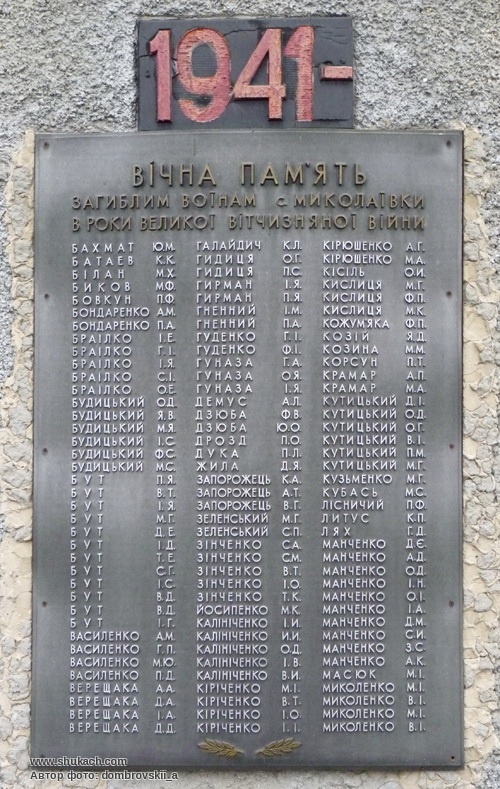 1941-
ВІЧНА ПАМ'ЯТЬ
ЗАГИБЛИМ ВОЇНАМ с. МИКОЛАЇВКИ
В РОКИ ВЕЛИКОЇ ВІТЧИЗНЯНОЇ ВІЙНИ
БАХМАТ Ю.М. ГАЛАЙДИЧ К.Л. КІРЮШЕНКО А.Г.
БАТАЕВ К.К. ГИДИЦЯ О.Г. КІРЮШЕНКО М.А.
БІЛАН М.Х. ГИДИЦЯ П.С. КІСІЛЬ О.И.
БИКОВ М.Ф. ГИРМАН І.Я. КИСЛИЦЯ М.Г.
БОВКУН П.Ф. ГИРМАН П.Я. КИСЛИЦЯ Ф.П.
БОНДАРЕНКО А.М. ГНЕННИЙ І.М. КИСЛИЦЯ М.К.
БОНДАРЕНКО П.А. ГНЕННИЙ П.А. КОЖУМ'ЯКА Ф.П.
БРАІЛКО І.Е. ГУДЕНКО Г.І. КОЗІЙ Я.Д.
БРАІЛКО Г.І. ГУДЕНКО Ф.І. КОЗИНА М.М.
БРАІЛКО І.Я. ГУНАЗА Г.А. КОРСУН П.Т.
БРАІЛКО С.І. ГУНАЗА О.Я. КРАМАР А.П.
БРАІЛКО О.Е. ГУНАЗА І.Я. КРАМАР М.А.
БУДИЦЬКИЙ О.Д. ДЕМУС А.Л. КУТИЦЬКИЙ Д.І.
БУДИЦЬКИЙ Я.В. ДЗЮБА Ф.В. КУТИЦЬКИЙ О.Д.
БУДИЦЬКИЙ М.Я. ДЗЮБА Ю.О. КУТИЦЬКИЙ О.Г.
БУДИЦЬКИЙ І.С. ДРОЗД П.О. КУТИЦЬКИЙ В.І.
БУДИЦЬКИЙ Ф.С. ДУКА П.Л. КУТИЦЬКИЙ П.М.
БУДИЦЬКИЙ М.С. ЖИЛА Д.Я. КУТИЦЬКИЙ М.Г.
БУТ П.Я. ЗАПОРОЖЕЦЬ К.А. КУЗЬМЕНКО М.Г.
БУТ В.Т. ЗАПОРОЖЕЦЬ А.Т. КУБАСЬ М.С.
БУТ І.Я. ЗАПОРОЖЕЦЬ В.Г. ЛІСНИЧИЙ П.Ф.
БУТ М.Г. ЗЕЛЕНСЬКИЙ М.Г. ЛИТУС К.П.
БУТ Д.Е. ЗЕЛЕНСЬКИЙ С.П. ЛЯХ Г.Д.
БУТ І.Д. ЗІНЧЕНКО С.А. МАНЧЕНКО Д.Є.
БУТ Т.Е. ЗІНЧЕНКО С.М. МАНЧЕНКО А.Д.
БУТ С.Г. ЗІНЧЕНКО В.Т. МАНЧЕНКО О.Д.
БУТ І.С. ЗІНЧЕНКО І.О. МАНЧЕНКО І.Н.
БУТ В.Д. ЗІНЧЕНКО Т.К. МАНЧЕНКО О.І.
БУТ В.Д. ЙОСИПЕНКО М.К. МАНЧЕНКО І.А.
БУТ І.Г. КАЛІНІЧЕНКО І.И. МАНЧЕНКО Д.М.
ВАСИЛЕНКО А.М. КАЛІНІЧЕНКО И.И. МАНЧЕНКО С.И.
ВАСИЛЕНКО Г.П. КАЛІНІЧЕНКО О.Д. МАНЧЕНКО З.С.
ВАСИЛЕНКО М.Ю. КАЛІНІЧЕНКО І.В. МАНЧЕНКО А.К.
ВАСИЛЕНКО П.Д. КАЛІНІЧЕНКО В.И. МАСЮК М.І.
ВЕРЕЩАКА А.А. КІРІЧЕНКО М.І. МИКОЛЕНКО М.І.
ВЕРЕЩАКА Д.А. КІРІЧЕНКО В.Т. МИКОЛЕНКО В.І.
ВЕРЕЩАКА І.А. КІРІЧЕНКО І.О. МИКОЛЕНКО М.І.
ВЕРЕЩАКА Д.Д. КІРІЧЕНКО І.І. МИКОЛЕНКО В.І.
www.shukach.com
Автор фото: dombrovskii_a